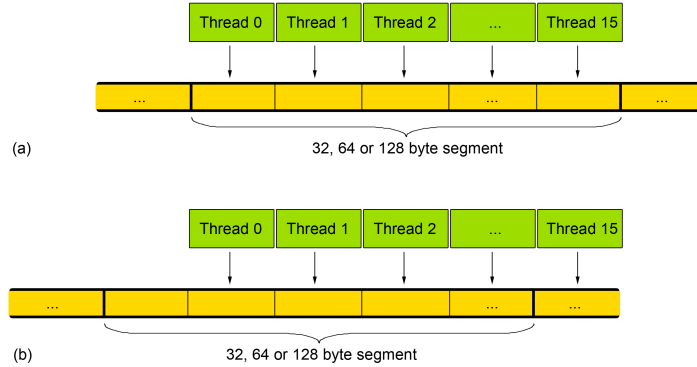 Thread 0 Thread 1 Thread 2 ... Thread 15
... ... ...
(a) 32, 64 or 128 byte segment
Thread 0 Thread 1 Thread 2 ... Thread 15
... ... ...
(b) 32, 64 or 128 byte segment